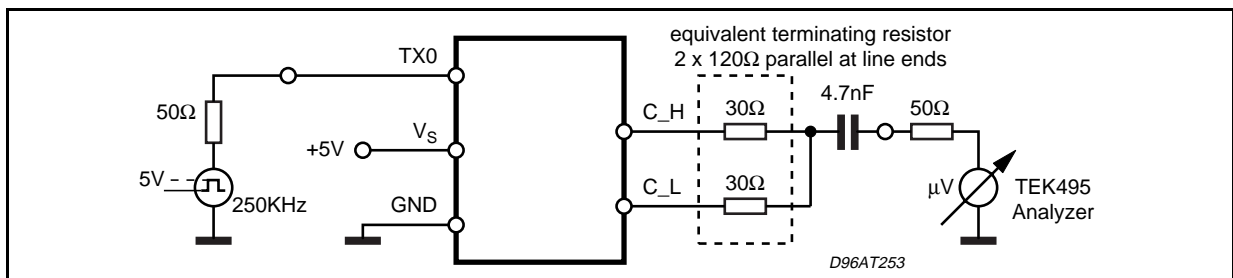 equivalent terminating resistor
2 x 120Ω parallel at line ends
TX0
50Ω
5V
250KHz
+5V
VS
GND
C_H
30Ω
C_L
30Ω
4.7nF
50Ω
µV
TEK495
Analyzer
D96AT253